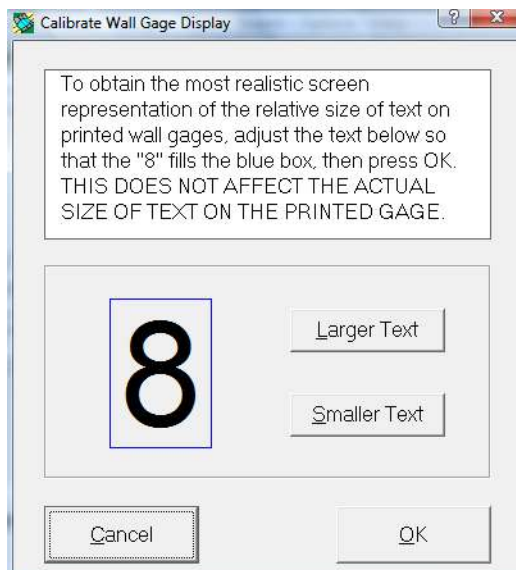 Calibrate Wall Gage Display
To obtain the most realistic screen
representation of the relative size of text on
printed wall gages, adjust the text below so
that the "8" fills the blue box, then press OK.
THIS DOES NOT AFFECT THE ACTUAL
SIZE OF TEXT ON THE PRINTED GAGE.
8
Larger Text
Smaller Text
Cancel
OK